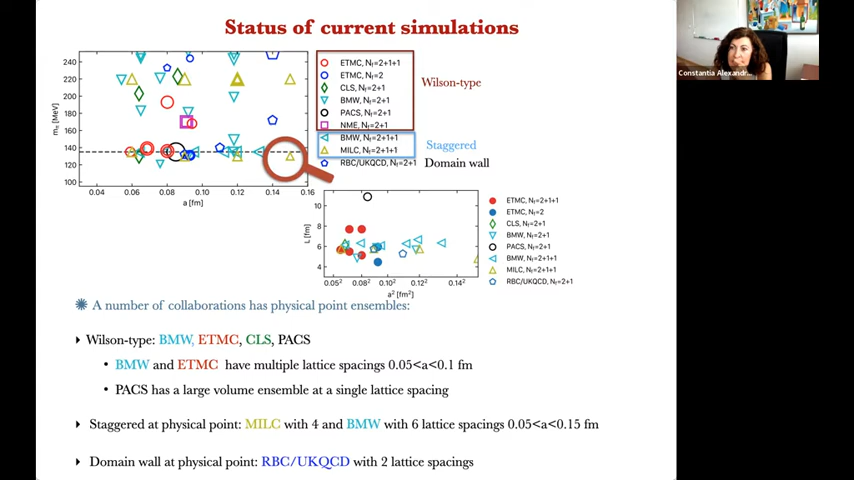 Status of current simulations
Constantia Alexandr...
240
220
200
180
160
140
120
100
mπ [MeV]
0.04 0.06 0.08 0.10 0.12 0.14 0.16
a [fm]
ETMC, Nf=2+1+1
ETMC, Nf=2
CLS, Nf=2+1
BMW, Nf=2+1
PACS, Nf=2+1
NME, Nf=2+1
BMW, Nf=2+1+1
MILC, Nf=2+1+1
RBC/UKQCD, Nf=2+1
Wilson-type
Staggered
Domain wall
10
8
6
4
L [fm]
0.05² 0.08² 0.10² 0.12² 0.14²
a² [fm²]
ETMC, Nf=2+1+1
ETMC, Nf=2
CLS, Nf=2+1
BMW, Nf=2+1
PACS, Nf=2+1
BMW, Nf=2+1+1
MILC, Nf=2+1+1
RBC/UKQCD, Nf=2+1
A number of collaborations has physical point ensembles:
Wilson-type: BMW, ETMC, CLS, PACS
• BMW and ETMC have multiple lattice spacings 0.05<a<0.1 fm
• PACS has a large volume ensemble at a single lattice spacing
Staggered at physical point: MILC with 4 and BMW with 6 lattice spacings 0.05<a<0.15 fm
Domain wall at physical point: RBC/UKQCD with 2 lattice spacings